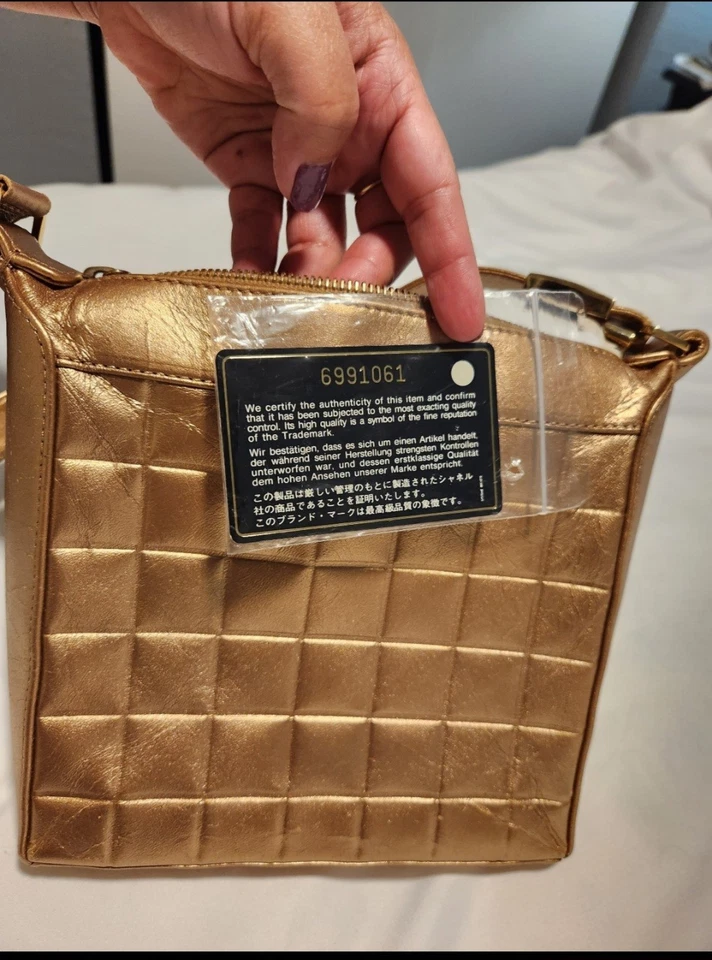 6991061
We certify the authenticity of this item and confirm
that it has been subjected to the most exacting quality
control. Its high quality is a symbol of the fine reputation
of the Trademark.
Wir bestätigen, dass es sich um einen Artikel handelt,
der während seiner Herstellung strengsten Kontrollen
unterworfen war, und dessen erstklassige Qualität
dem hohen Ansehen unserer Marke entspricht.
この製品は厳しい管理のもとに製造されたシャネル
社の商品であることを証明いたします。
このブランド・マークは最高級品質の象徴です。